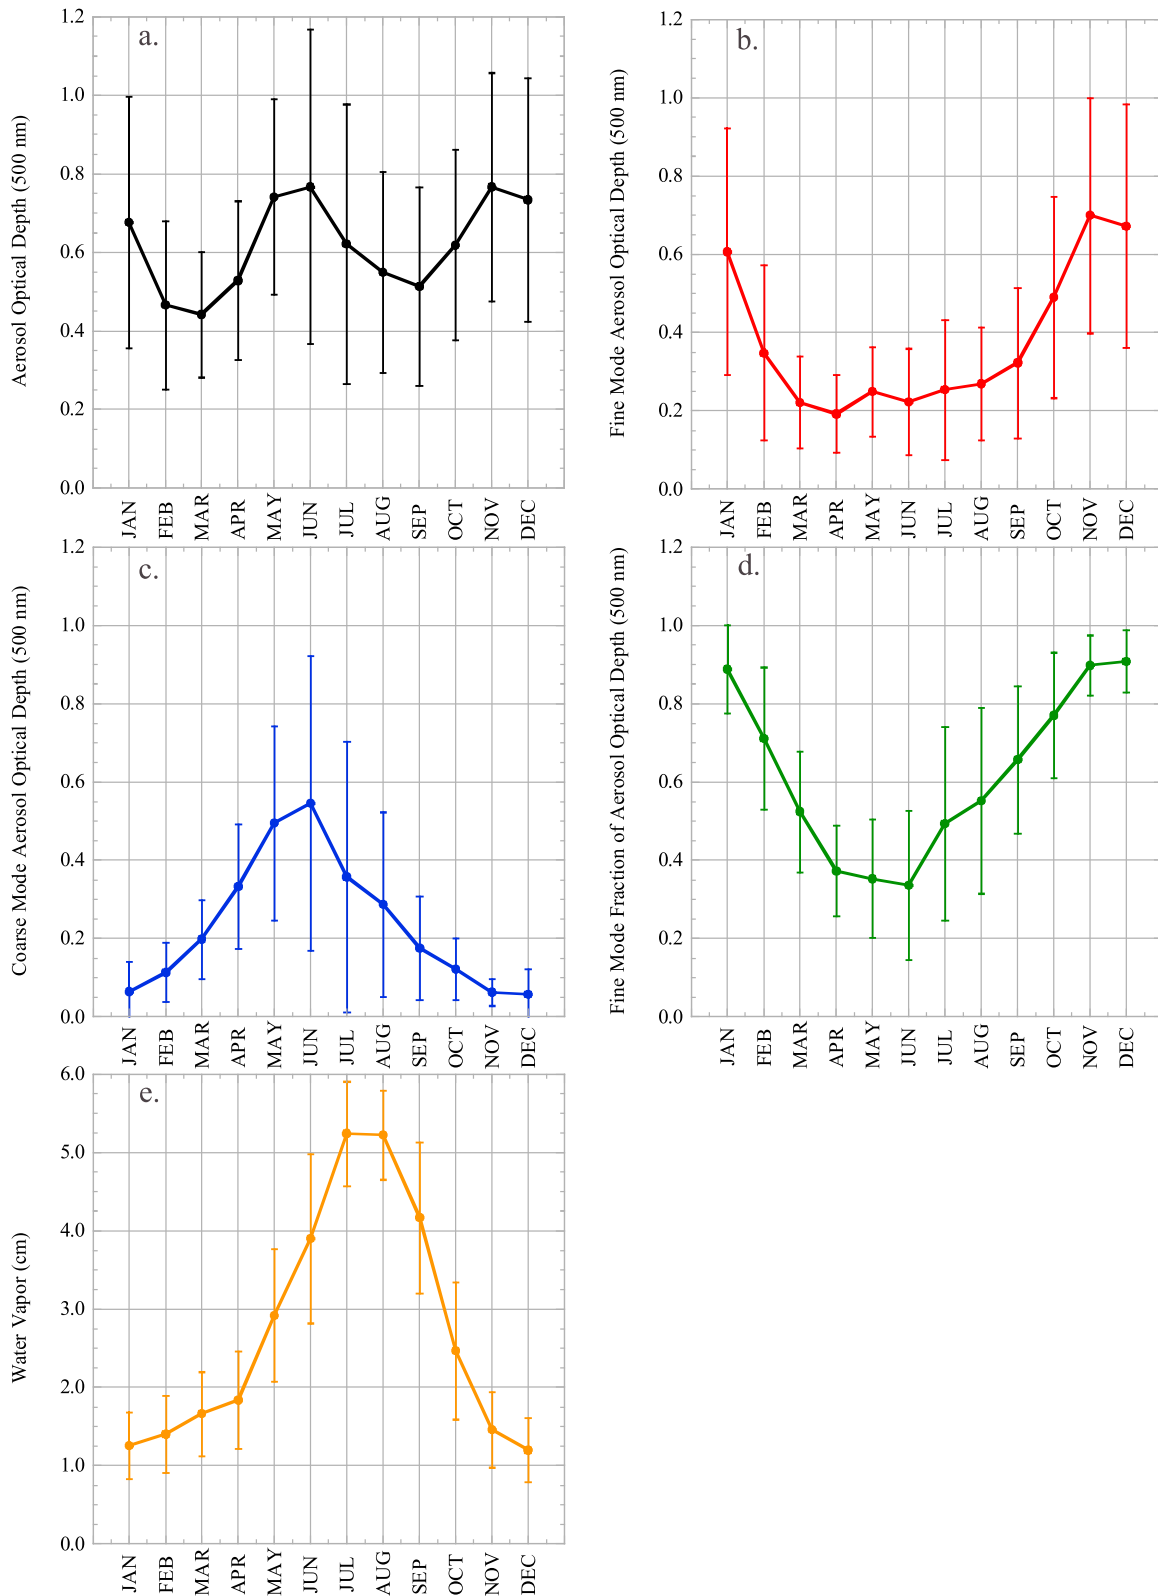 a.
Aerosol Optical Depth (500 nm)
1.2
1.0
0.8
0.6
0.4
0.2
0.0
JAN FEB MAR APR MAY JUN JUL AUG SEP OCT NOV DEC
b.
Fine Mode Aerosol Optical Depth (500 nm)
1.2
1.0
0.8
0.6
0.4
0.2
0.0
JAN FEB MAR APR MAY JUN JUL AUG SEP OCT NOV DEC
c.
Coarse Mode Aerosol Optical Depth (500 nm)
1.2
1.0
0.8
0.6
0.4
0.2
0.0
JAN FEB MAR APR MAY JUN JUL AUG SEP OCT NOV DEC
d.
Fine Mode Fraction of Aerosol Optical Depth (500 nm)
1.2
1.0
0.8
0.6
0.4
0.2
0.0
JAN FEB MAR APR MAY JUN JUL AUG SEP OCT NOV DEC
e.
Water Vapor (cm)
6.0
5.0
4.0
3.0
2.0
1.0
0.0
JAN FEB MAR APR MAY JUN JUL AUG SEP OCT NOV DEC